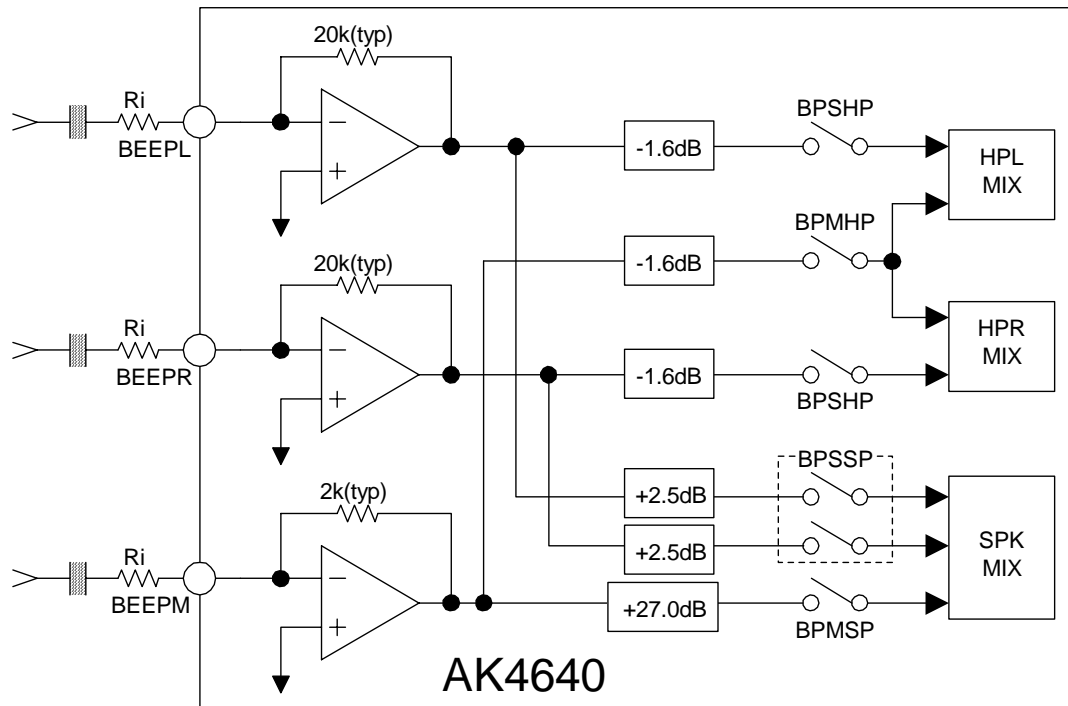 20k(typ)
Ri
BEEPL
−
+
-1.6dB
BPSHP
HPL
MIX
BPMHP
-1.6dB
20k(typ)
Ri
BEEPR
−
+
-1.6dB
BPSHP
HPR
MIX
BPSSP
+2.5dB
+2.5dB
SPK
MIX
2k(typ)
Ri
BEEPM
−
+
+27.0dB
BPMSP
AK4640